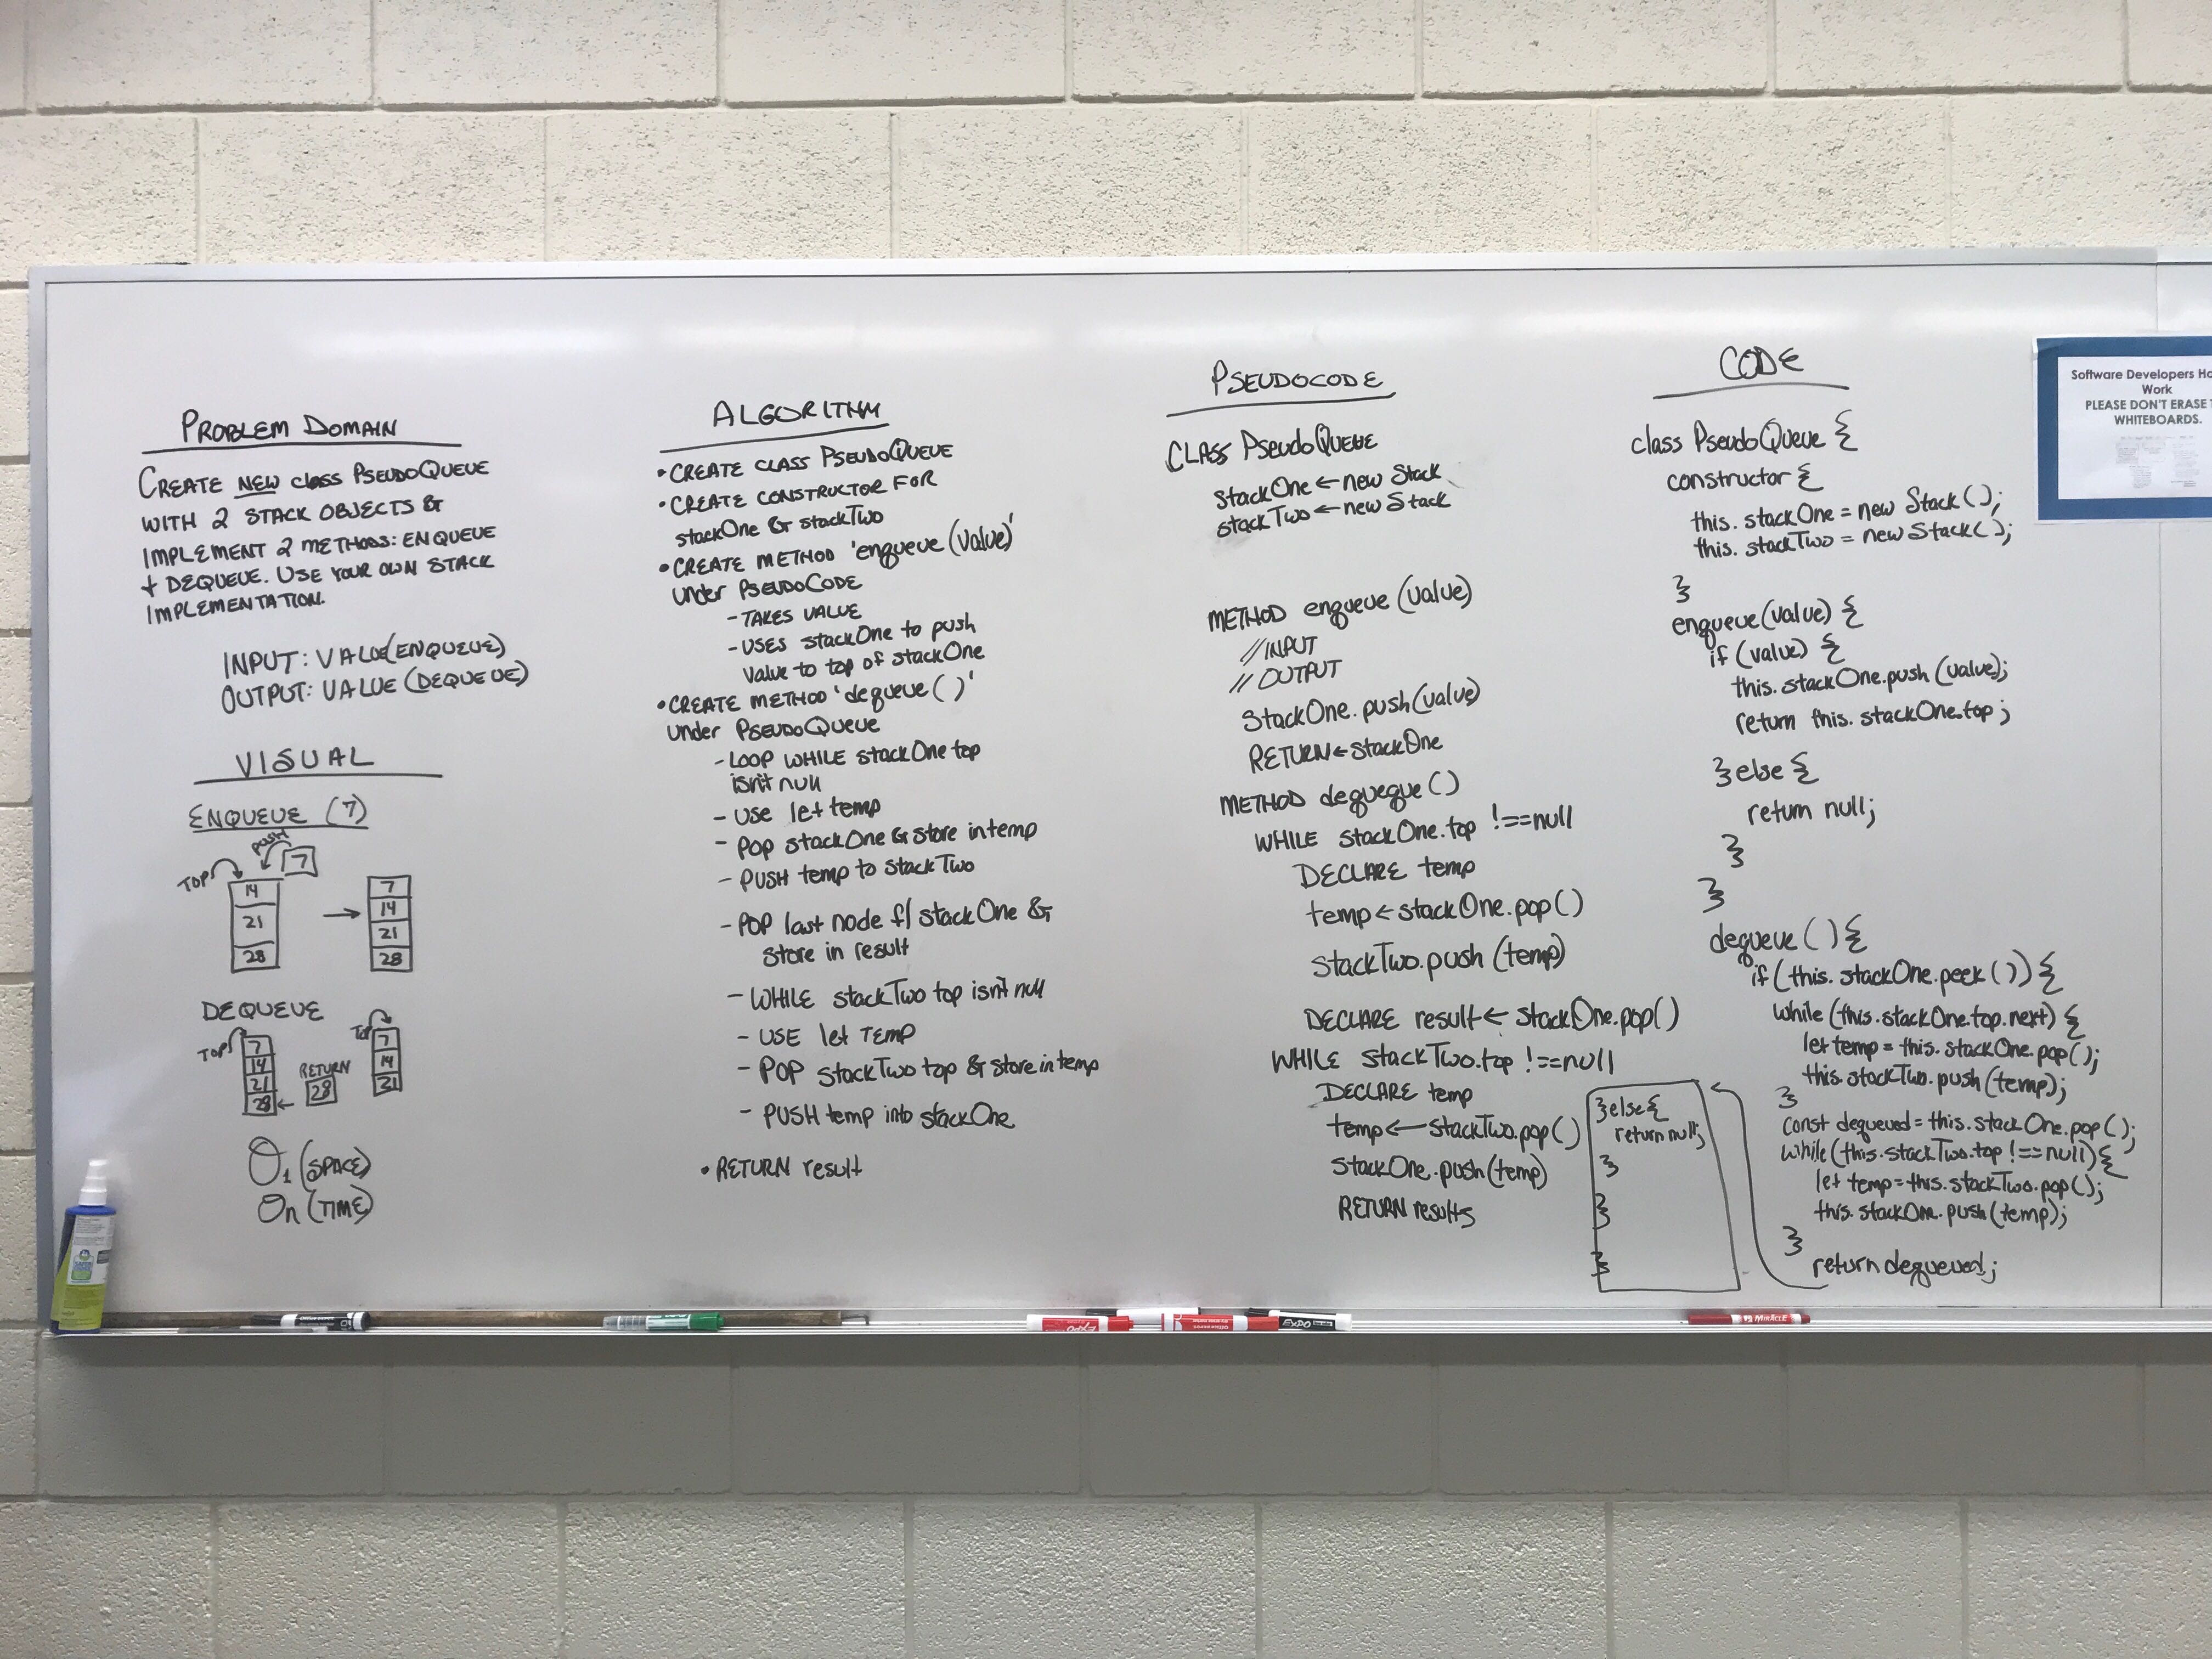 PROBLEM DOMAIN
CREATE NEW class PSEUDOQUEUE
WITH 2 STACK OBJECTS &
IMPLEMENT 2 METHODS: ENQUEUE
+ DEQUEUE. USE YOUR OWN STACK
IMPLEMENTATION.
INPUT: VALUE(ENQUEUE)
OUTPUT: VALUE (DEQUEUE)
VISUAL
ENQUEUE (7)
PUSH
7
TOP
14
21
28
→
7
14
21
28
DEQUEUE
TOP
7
14
21
28
RETURN
28
TOP
7
14
21
O1 (SPACE)
On (TIME)
ALGORITHM
• CREATE CLASS PSEUDOQUEUE
• CREATE CONSTRUCTOR FOR
stackOne & stackTwo
• CREATE METHOD 'enqueue (value)'
under PSEUDOCODE
- TAKES VALUE
- USES stackOne to push
value to top of stackOne
• CREATE METHOD 'dequeue ( )'
under PSEUDOQUEUE
- LOOP WHILE stackOne top
isn't null
- USE let temp
- POP stackOne & store in temp
- PUSH temp to stackTwo
- POP last node f/ stackOne &
store in result
- WHILE stackTwo top isn't null
- USE let TEMP
- POP stackTwo top & store in temp
- PUSH temp into stackOne
• RETURN result
PSEUDOCODE
CLASS PseudoQUEUE
stackOne ← new Stack
stackTwo ← new Stack
METHOD enqueue (value)
// INPUT
// OUTPUT
StackOne. push (value)
RETURN ← stackOne
METHOD dequeque ( )
WHILE stackOne. top !==null
DECLARE temp
temp ← stackOne. pop ( )
stackTwo. push (temp)
DECLARE result ← stackOne. pop( )
WHILE stackTwo. top !==null
DECLARE temp
temp ← stackTwo. pop ( )
stackOne. push (temp)
RETURN results
CODE
class PseudoQueue {
constructor {
this. stackOne = new Stack ( );
this. stackTwo = new Stack ( );
}
enqueue (value) {
if (value) {
this. stackOne. push (value);
return this. stackOne. top ;
} else {
return null;
}
}
dequeue ( ) {
if (this. stackOne. peek ( )) {
while (this. stackOne. top. next) {
let temp = this. stackOne. pop ( );
this. stackTwo. push (temp);
}
const dequeued = this. stackOne. pop ( );
while (this. stackTwo. top !==null) {
let temp = this. stackTwo. pop ( );
this. stackOne. push (temp);
}
return dequeued;
} else {
return null;
}
}
}
Software Developers
Work
PLEASE DON'T ERASE
WHITEBOARDS.
EXPO
EXPO
MIRACLE